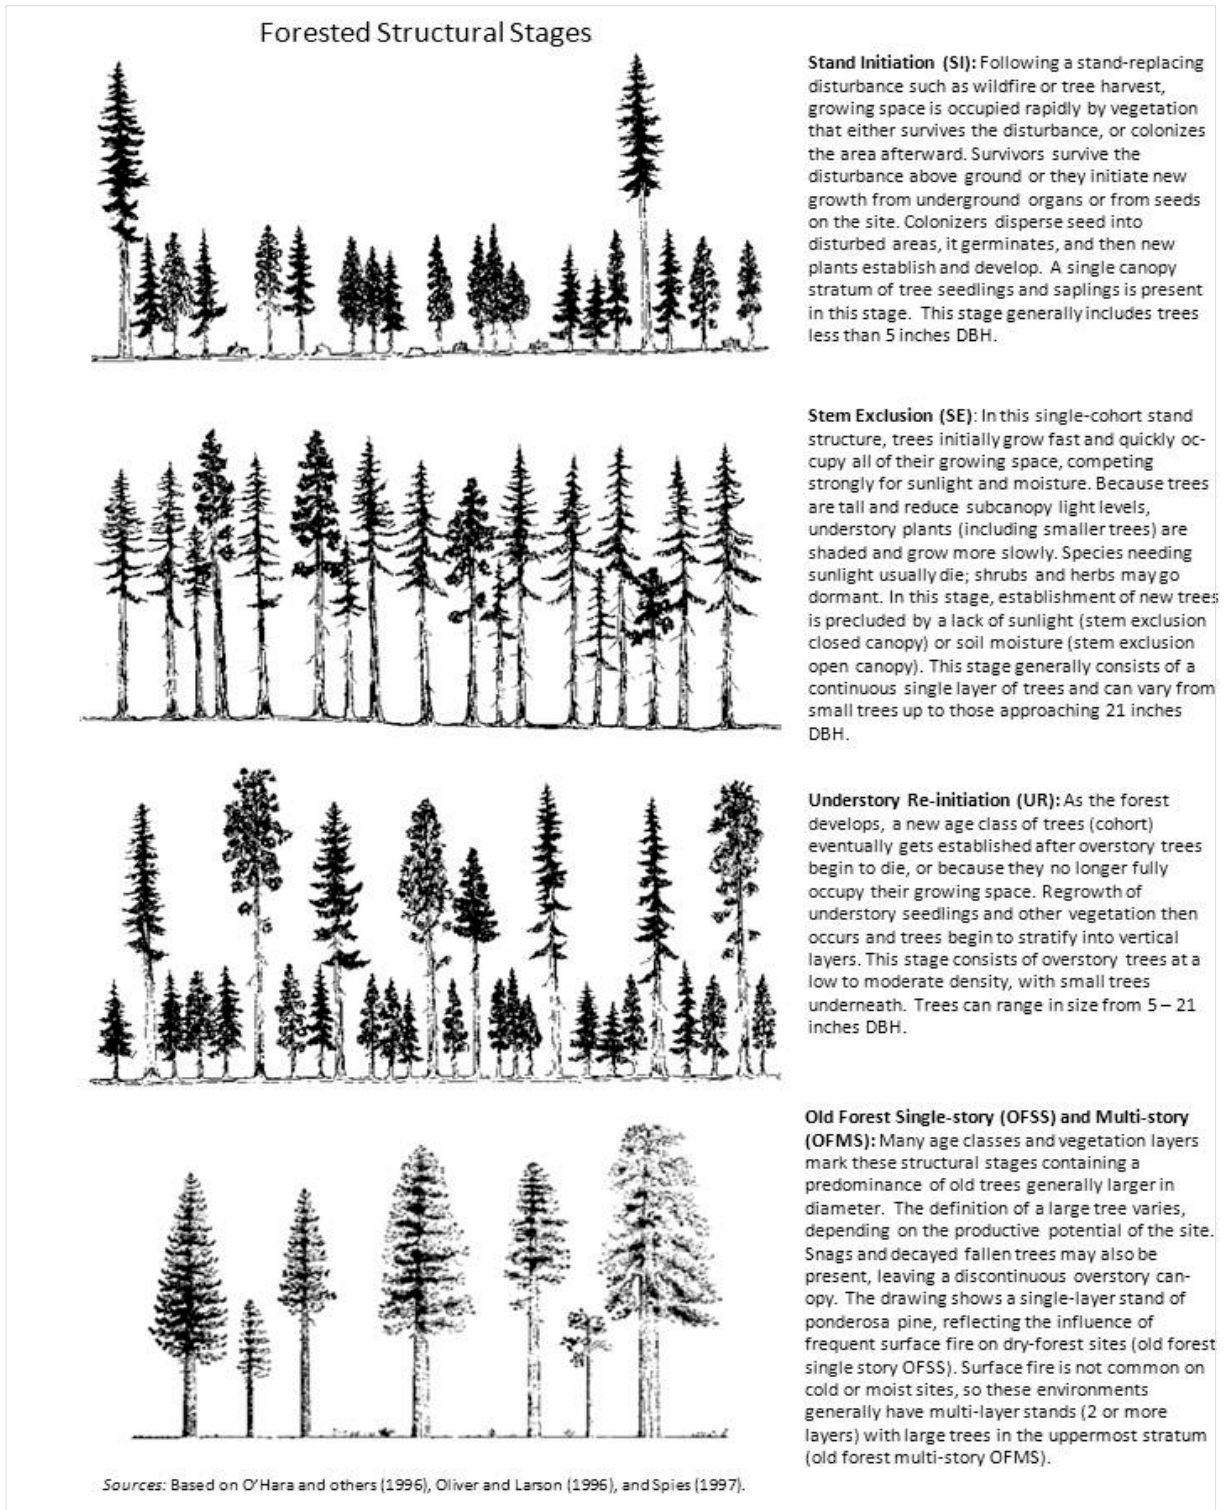 Forested Structural Stages
Stand Initiation (SI): Following a stand-replacing
disturbance such as wildfire or tree harvest,
growing space is occupied rapidly by vegetation
that either survives the disturbance, or colonizes
the area afterward. Survivors survive the
disturbance above ground or they initiate new
growth from underground organs or from seeds
on the site. Colonizers disperse seed into
disturbed areas, it germinates, and then new
plants establish and develop. A single canopy
stratum of tree seedlings and saplings is present
in this stage. This stage generally includes trees
less than 5 inches DBH.
Stem Exclusion (SE): In this single-cohort stand
structure, trees initially grow fast and quickly oc-
cupy all of their growing space, competing
strongly for sunlight and moisture. Because trees
are tall and reduce subcanopy light levels,
understory plants (including smaller trees) are
shaded and grow more slowly. Species needing
sunlight usually die; shrubs and herbs may go
dormant. In this stage, establishment of new trees
is precluded by a lack of sunlight (stem exclusion
closed canopy) or soil moisture (stem exclusion
open canopy). This stage generally consists of a
continuous single layer of trees and can vary from
small trees up to those approaching 21 inches
DBH.
Understory Re-initiation (UR): As the forest
develops, a new age class of trees (cohort)
eventually gets established after overstory trees
begin to die, or because they no longer fully
occupy their growing space. Regrowth of
understory seedlings and other vegetation then
occurs and trees begin to stratify into vertical
layers. This stage consists of overstory trees at a
low to moderate density, with small trees
underneath. Trees can range in size from 5 – 21
inches DBH.
Old Forest Single-story (OFSS) and Multi-story
(OFMS): Many age classes and vegetation layers
mark these structural stages containing a
predominance of old trees generally larger in
diameter. The definition of a large tree varies,
depending on the productive potential of the site.
Snags and decayed fallen trees may also be
present, leaving a discontinuous overstory can-
opy. The drawing shows a single-layer stand of
ponderosa pine, reflecting the influence of
frequent surface fire on dry-forest sites (old forest
single story OFSS). Surface fire is not common on
cold or moist sites, so these environments
generally have multi-layer stands (2 or more
layers) with large trees in the uppermost stratum
(old forest multi-story OFMS).
Sources: Based on O'Hara and others (1996), Oliver and Larson (1996), and Spies (1997).